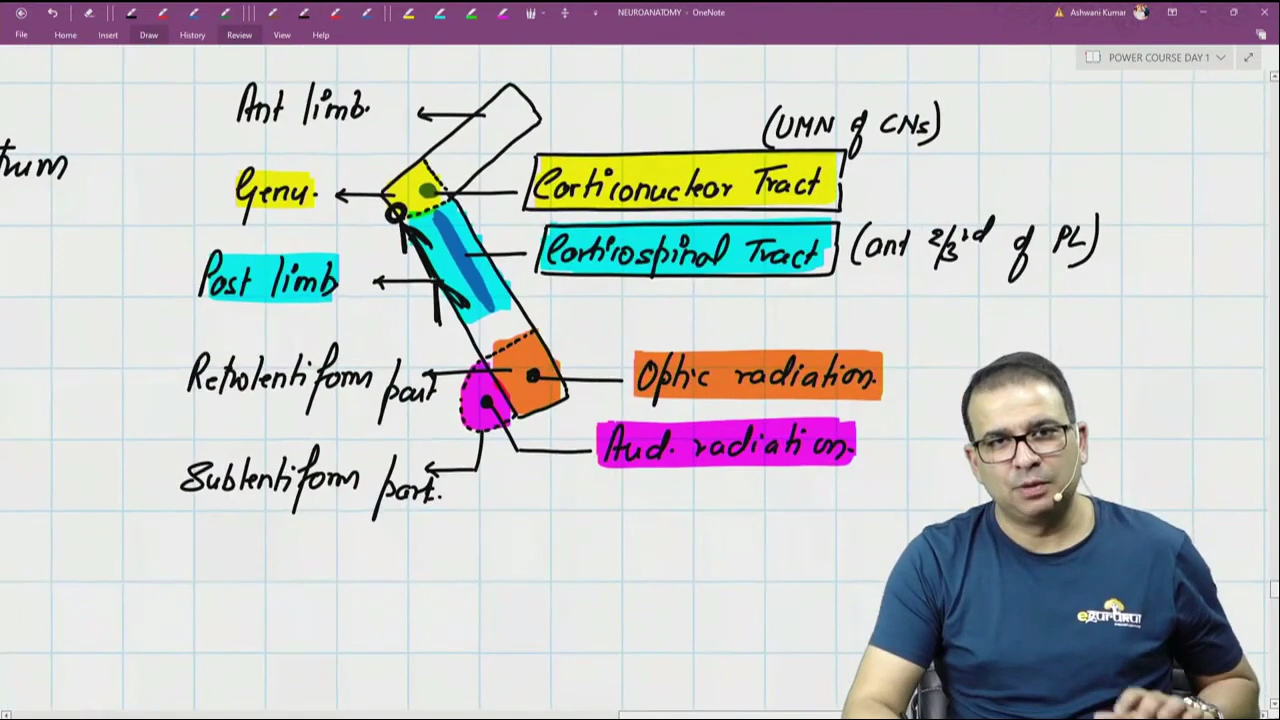 NEUROANATOMY - OneNote
Ashwani Kumar
File Home Insert Draw History Review View Help
POWER COURSE DAY 1
Ant limb.
(UMN of CNs)
trum
Genu.
Corticonuclear Tract
Post limb
Corticospinal Tract (ant 2/3rd of PL)
Retrolentiform part
Optic radiation.
Aud. radiation.
Sublentiform part.